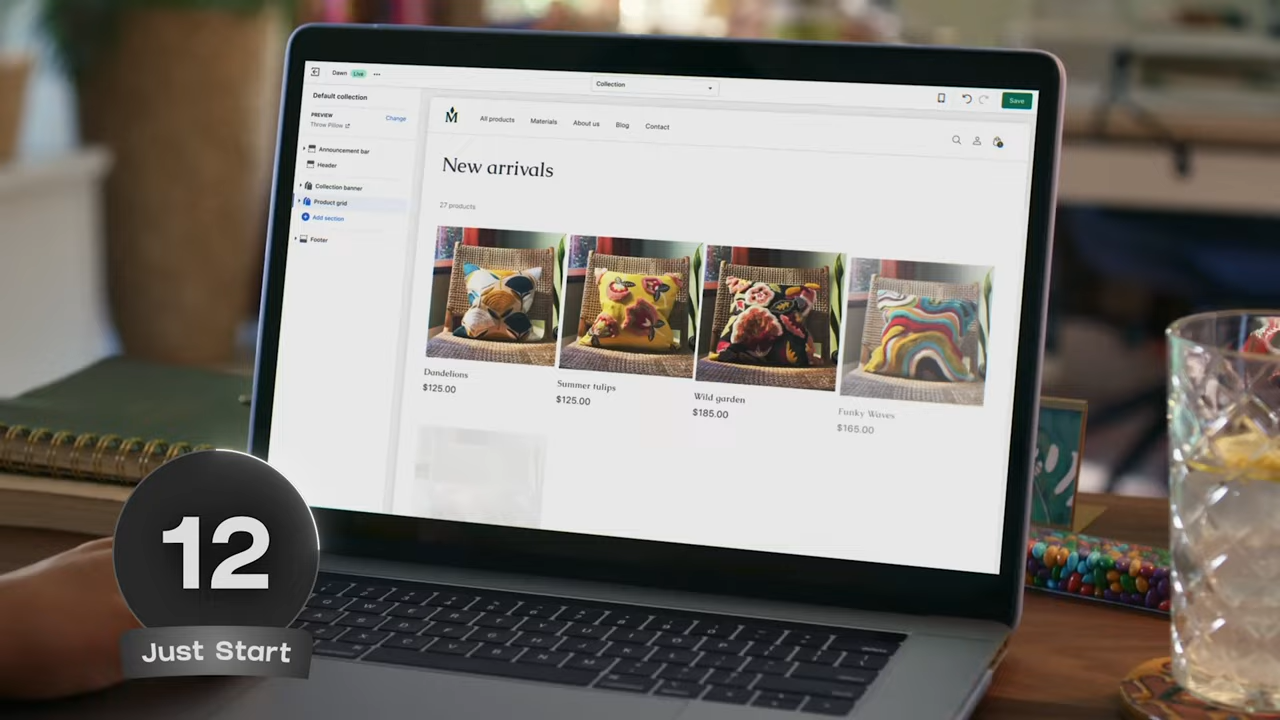 Dawn Live ...
Collection
Save
Default collection
PREVIEW
Throw Pillow
Change
Announcement bar
Header
Collection banner
Product grid
Add section
Footer
M
All products Materials About us Blog Contact
New arrivals
27 products
Dandelions
$125.00
Summer tulips
$125.00
Wild garden
$185.00
Funky Waves
$165.00
12
Just Start